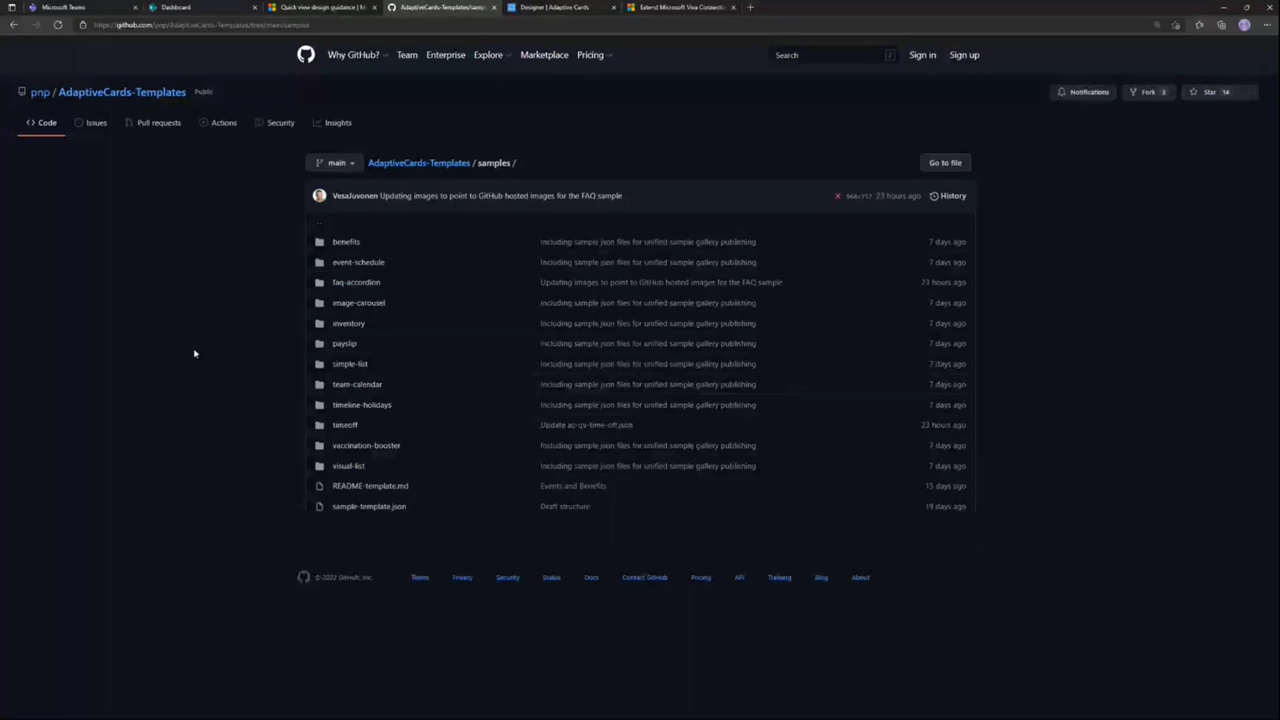 Microsoft Teams
Dashboard
Quick view design guidance | M
AdaptiveCards-Templates/samp
Designer | Adaptive Cards
Extend Microsoft Viva Connectio
https://github.com/pnp/AdaptiveCards-Templates/tree/main/samples
Why GitHub? Team Enterprise Explore Marketplace Pricing
Search /
Sign in Sign up
pnp / AdaptiveCards-Templates Public
Notifications Fork 3 Star 14
Code Issues Pull requests Actions Security Insights
main AdaptiveCards-Templates / samples / Go to file
VesaJuvonen Updating images to point to GitHub hosted images for the FAQ sample 23 hours ago History
..
benefits Including sample json files for unified sample gallery publishing 7 days ago
event-schedule Including sample json files for unified sample gallery publishing 7 days ago
faq-accordion Updating images to point to GitHub hosted images for the FAQ sample 23 hours ago
image-carousel Including sample json files for unified sample gallery publishing 7 days ago
inventory Including sample json files for unified sample gallery publishing 7 days ago
payslip Including sample json files for unified sample gallery publishing 7 days ago
simple-list Including sample json files for unified sample gallery publishing 7 days ago
team-calendar Including sample json files for unified sample gallery publishing 7 days ago
timeline-holidays Including sample json files for unified sample gallery publishing 7 days ago
timeoff Update ac-qv-time-off.json 23 hours ago
vaccination-booster Including sample json files for unified sample gallery publishing 7 days ago
visual-list Including sample json files for unified sample gallery publishing 7 days ago
README-template.md Events and Benefits 15 days ago
sample-template.json Draft structure 19 days ago
© 2022 GitHub, Inc. Terms Privacy Security Status Docs Contact GitHub Pricing API Training Blog About